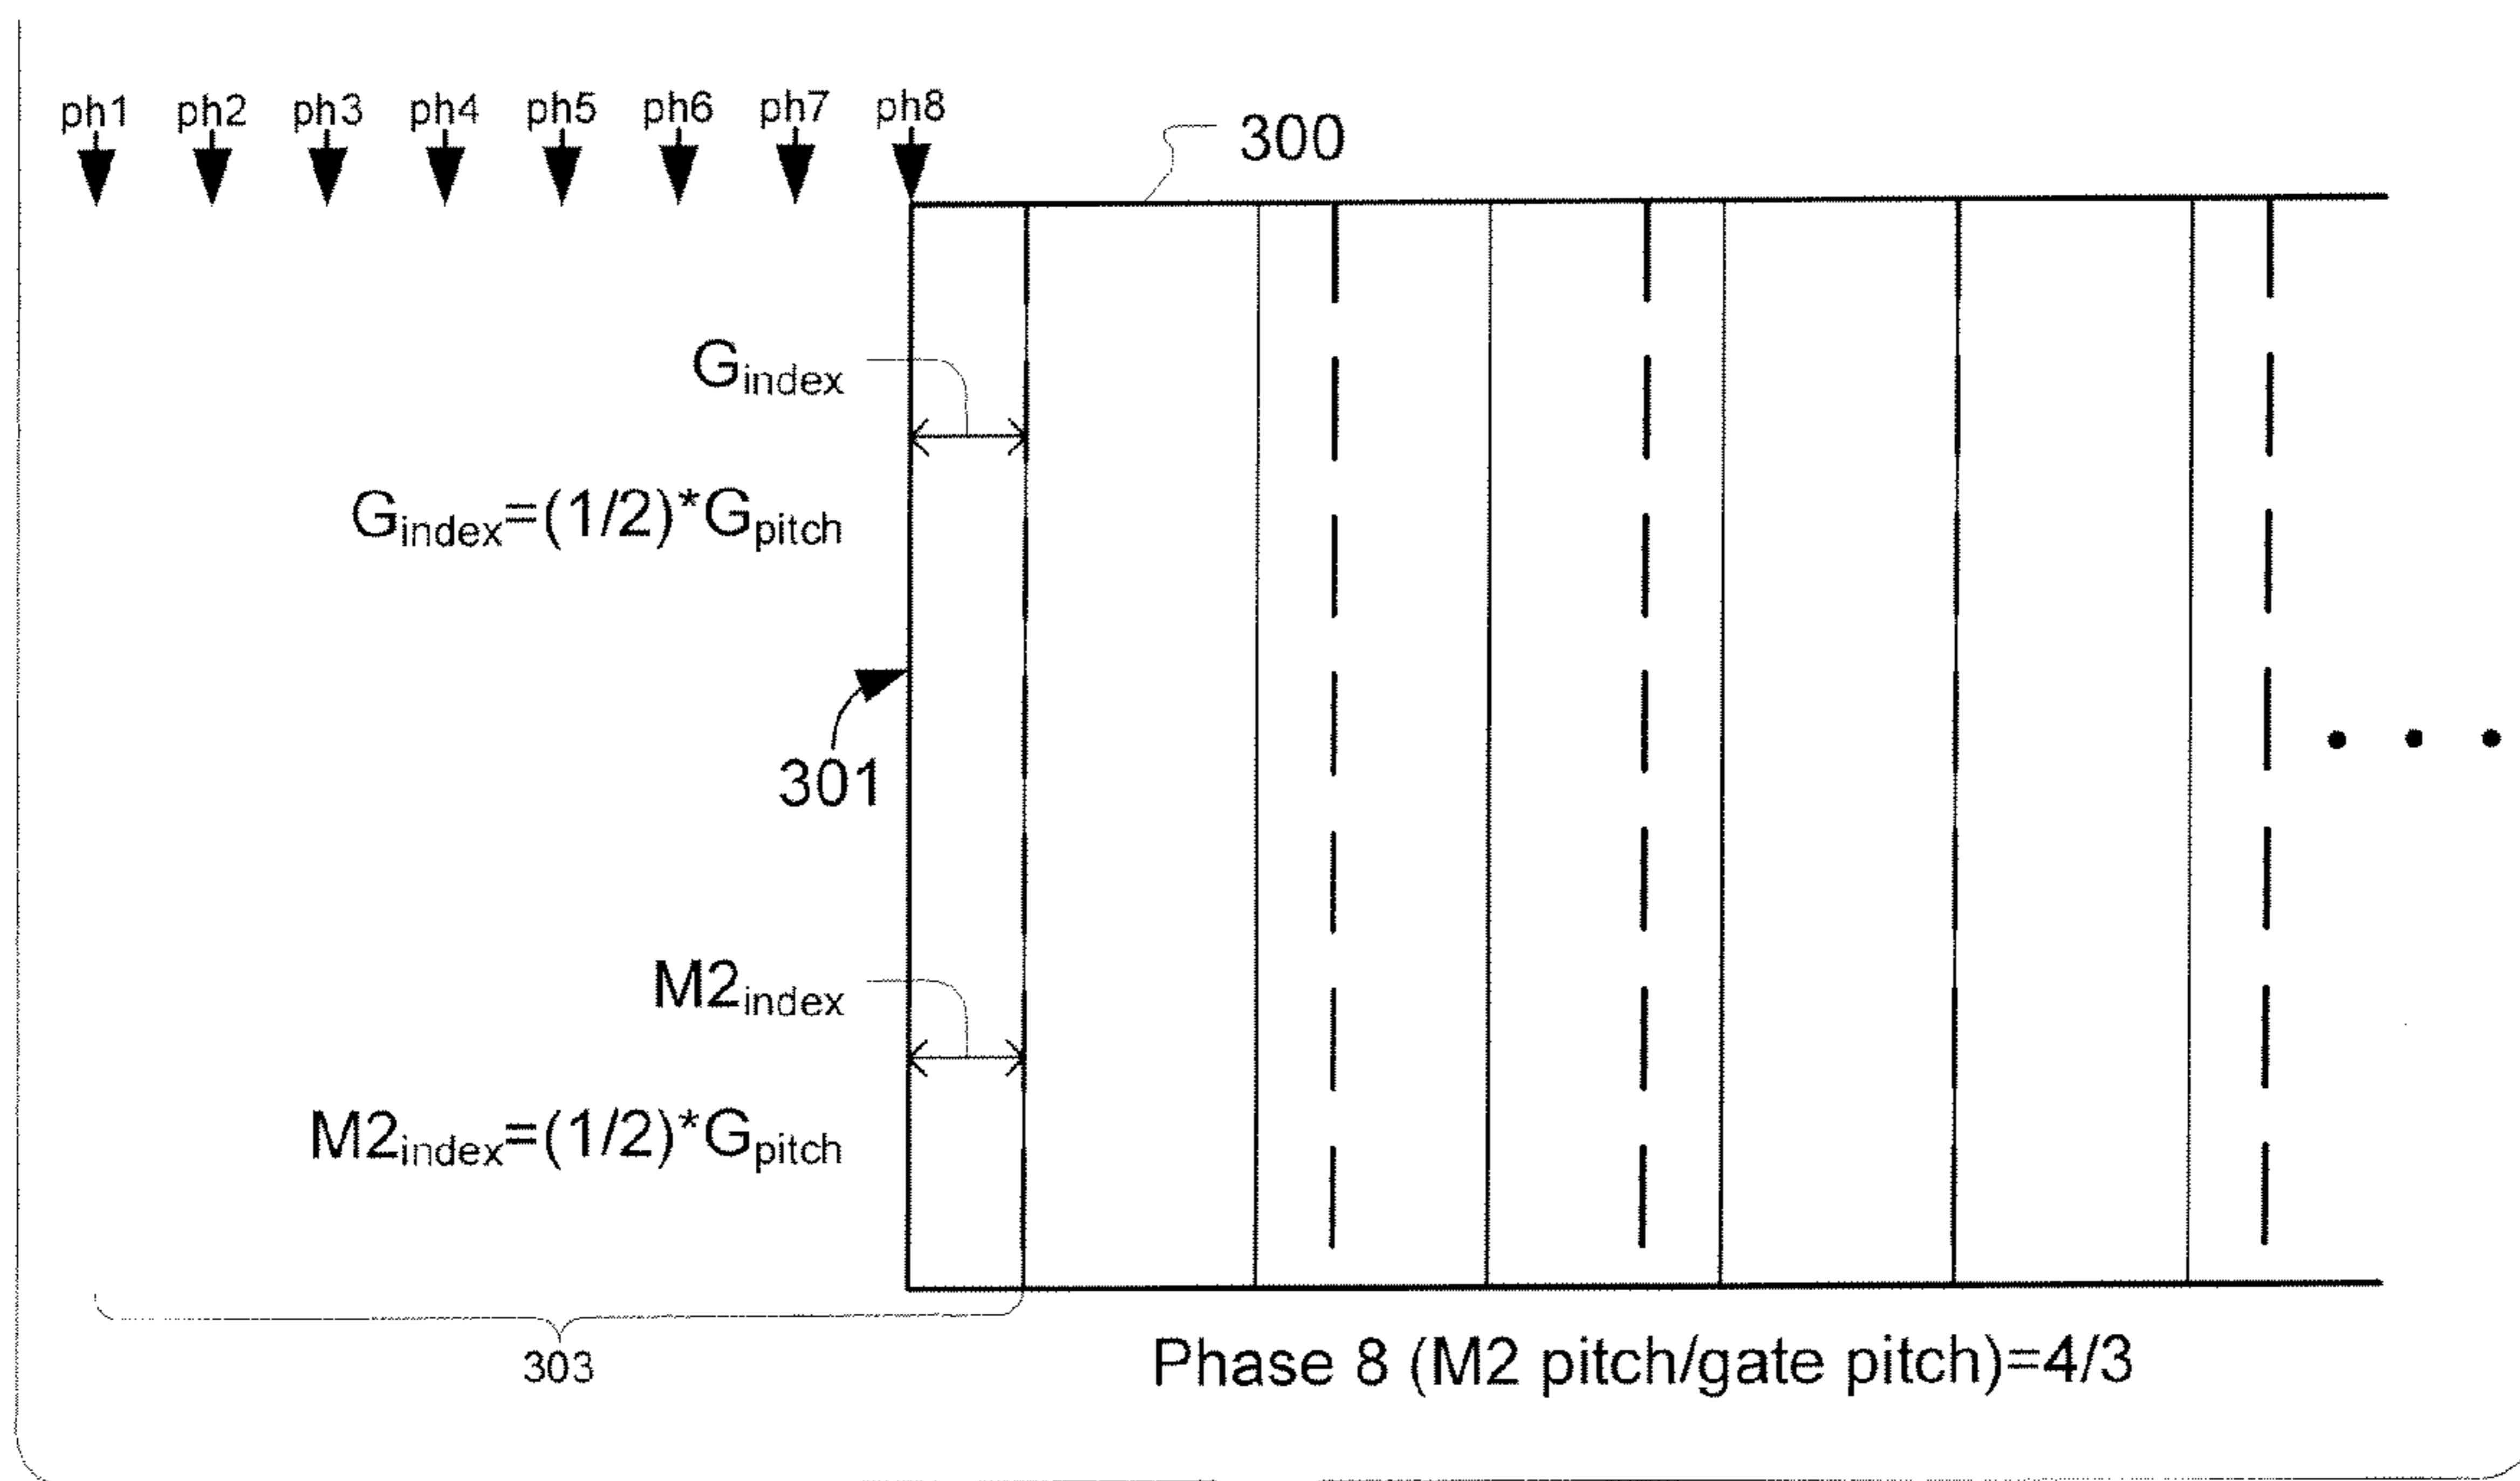 ph1 ph2 ph3 ph4 ph5 ph6 ph7 ph8
300
Gindex
Gindex=(1/2)*Gpitch
301
M2index
M2index=(1/2)*Gpitch
303
Phase 8 (M2 pitch/gate pitch)=4/3